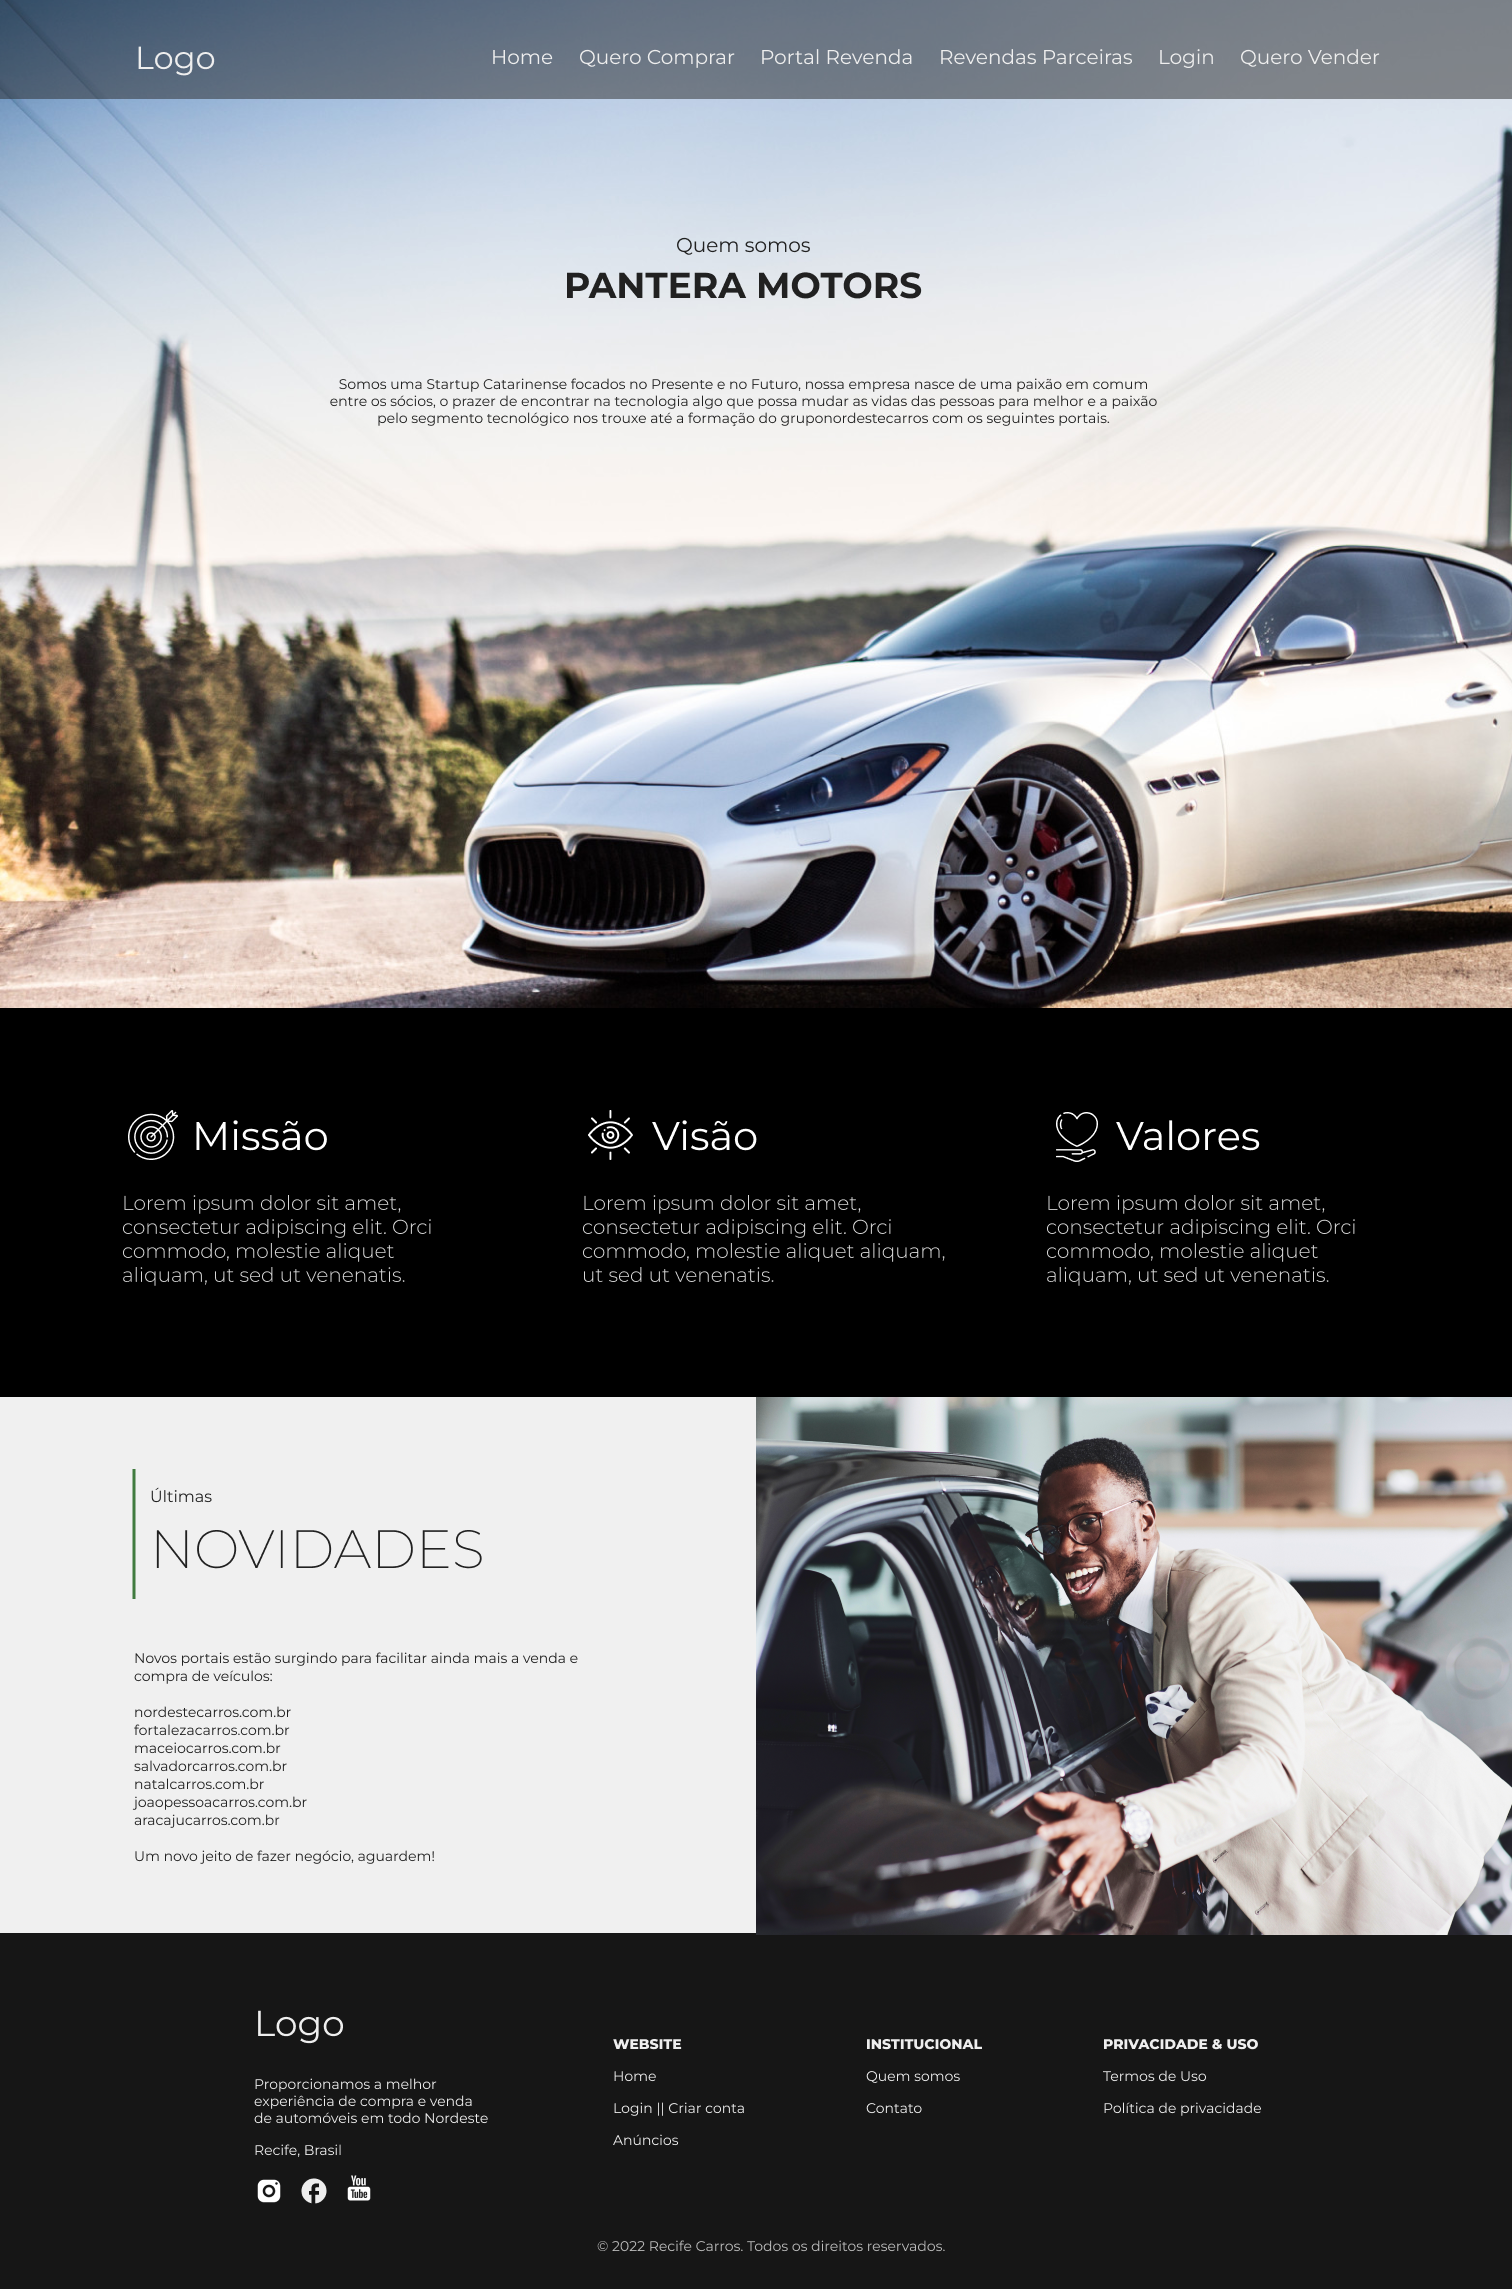 Logo
Home Quero Comprar Portal Revenda Revendas Parceiras Login Quero Vender
Quem somos
PANTERA MOTORS
Somos uma Startup Catarinense focados no Presente e no Futuro, nossa empresa nasce de uma paixão em comum
entre os sócios, o prazer de encontrar na tecnologia algo que possa mudar as vidas das pessoas para melhor e a paixão
pelo segmento tecnológico nos trouxe até a formação do gruponordestecarros com os seguintes portais.
Missão
Lorem ipsum dolor sit amet,
consectetur adipiscing elit. Orci
commodo, molestie aliquet
aliquam, ut sed ut venenatis.
Visão
Lorem ipsum dolor sit amet,
consectetur adipiscing elit. Orci
commodo, molestie aliquet aliquam,
ut sed ut venenatis.
Valores
Lorem ipsum dolor sit amet,
consectetur adipiscing elit. Orci
commodo, molestie aliquet
aliquam, ut sed ut venenatis.
Últimas
NOVIDADES
Novos portais estão surgindo para facilitar ainda mais a venda e
compra de veículos:
nordestecarros.com.br
fortalezacarros.com.br
maceiocarros.com.br
salvadorcarros.com.br
natalcarros.com.br
joaopessoacarros.com.br
aracajucarros.com.br
Um novo jeito de fazer negócio, aguardem!
Logo
Proporcionamos a melhor
experiência de compra e venda
de automóveis em todo Nordeste
Recife, Brasil
You
Tube
WEBSITE
Home
Login || Criar conta
Anúncios
INSTITUCIONAL
Quem somos
Contato
PRIVACIDADE & USO
Termos de Uso
Política de privacidade
© 2022 Recife Carros. Todos os direitos reservados.